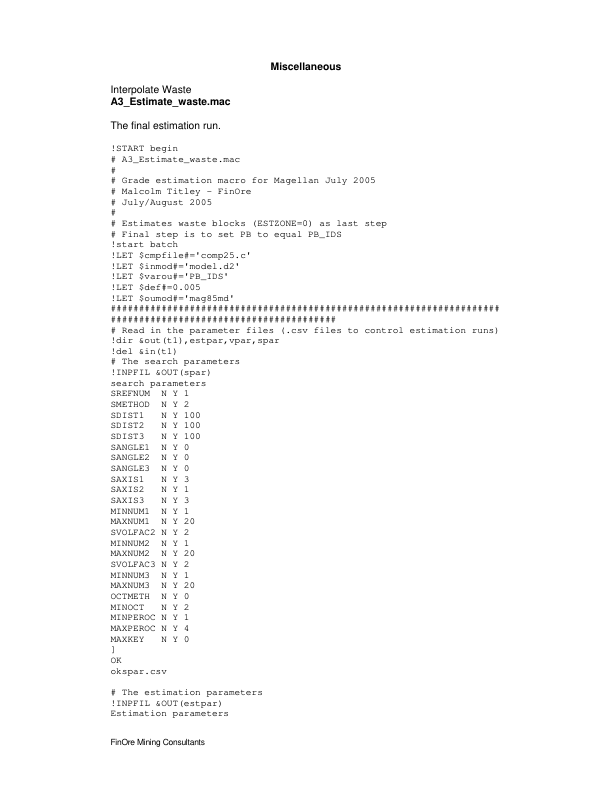 Miscellaneous
Interpolate Waste
A3_Estimate_waste.mac
The final estimation run.
!START begin
# A3_Estimate_waste.mac
#
# Grade estimation macro for Magellan July 2005
# Malcolm Titley - FinOre
# July/August 2005
#
# Estimates waste blocks (ESTZONE=0) as last step
# Final step is to set PB to equal PB_IDS
!start batch
!LET $cmpfile#='comp25.c'
!LET $inmod#='model.d2'
!LET $varou#='PB_IDS'
!LET $def#=0.005
!LET $oumod#='mag85md'
#####################################################################
########################################
# Read in the parameter files (.csv files to control estimation runs)
!dir &out(t1),estpar,vpar,spar
!del &in(t1)
# The search parameters
!INPFIL &OUT(spar)
search parameters
SREFNUM  N Y 1
SMETHOD  N Y 2
SDIST1   N Y 100
SDIST2   N Y 100
SDIST3   N Y 100
SANGLE1  N Y 0
SANGLE2  N Y 0
SANGLE3  N Y 0
SAXIS1   N Y 3
SAXIS2   N Y 1
SAXIS3   N Y 3
MINNUM1  N Y 1
MAXNUM1  N Y 20
SVOLFAC2 N Y 2
MINNUM2  N Y 1
MAXNUM2  N Y 20
SVOLFAC3 N Y 2
MINNUM3  N Y 1
MAXNUM3  N Y 20
OCTMETH  N Y 0
MINOCT   N Y 2
MINPEROC N Y 1
MAXPEROC N Y 4
MAXKEY   N Y 0
]
OK
okspar.csv
# The estimation parameters
!INPFIL &OUT(estpar)
Estimation parameters
FinOre Mining Consultants